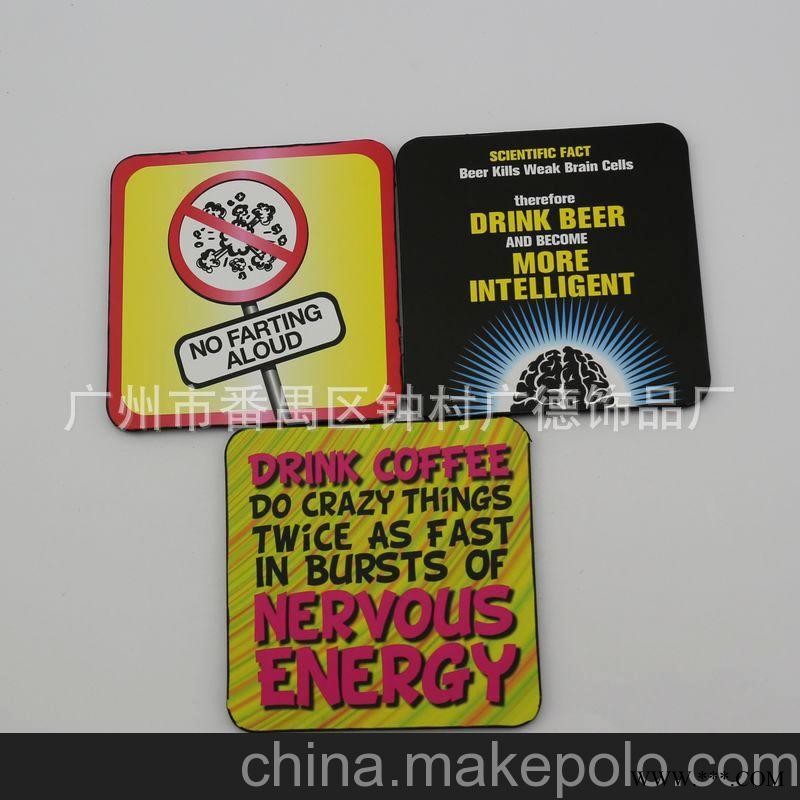 NO FARTING
ALOUD
SCIENTIFIC FACT
Beer Kills Weak Brain Cells
therefore
DRINK BEER
AND BECOME
MORE
INTELLIGENT
广州市番禺区钟村广德饰品厂
DRINK COFFEE
DO CRAZY THINGS
TWICE AS FAST
IN BURSTS OF
NERVOUS
ENERGY
china.makepolo.com
WWW.***.COM